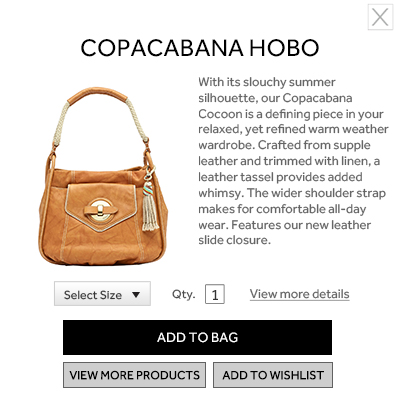 COPACABANA HOBO
With its slouchy summer
silhouette, our Copacabana
Cocoon is a defining piece in your
relaxed, yet refined warm weather
wardrobe. Crafted from supple
leather and trimmed with linen, a
leather tassel provides added
whimsy. The wider shoulder strap
makes for comfortable all-day
wear. Features our new leather
slide closure.
Select Size ▼ Qty. 1 View more details
ADD TO BAG
VIEW MORE PRODUCTS ADD TO WISHLIST